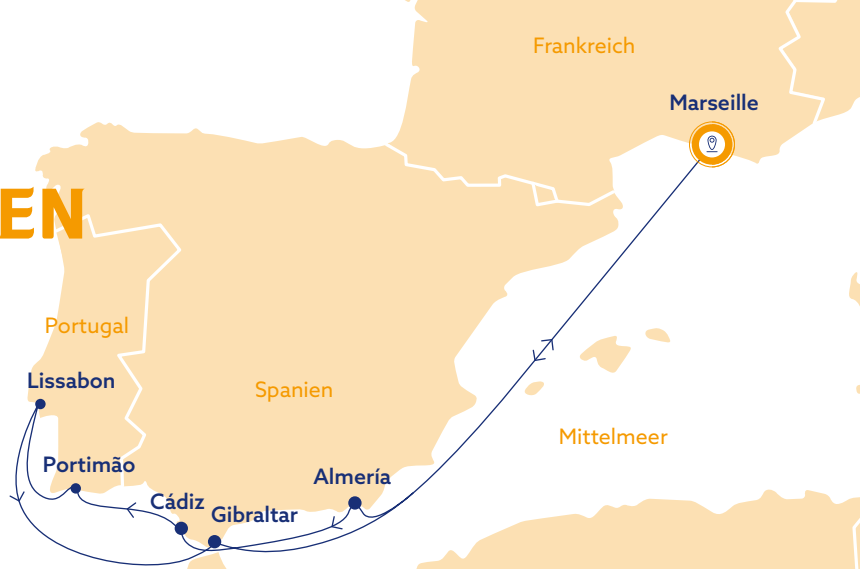 Frankreich
Marseille
EN
Portugal
Lissabon
Spanien
Mittelmeer
Portimão
Almería
Cádiz
Gibraltar